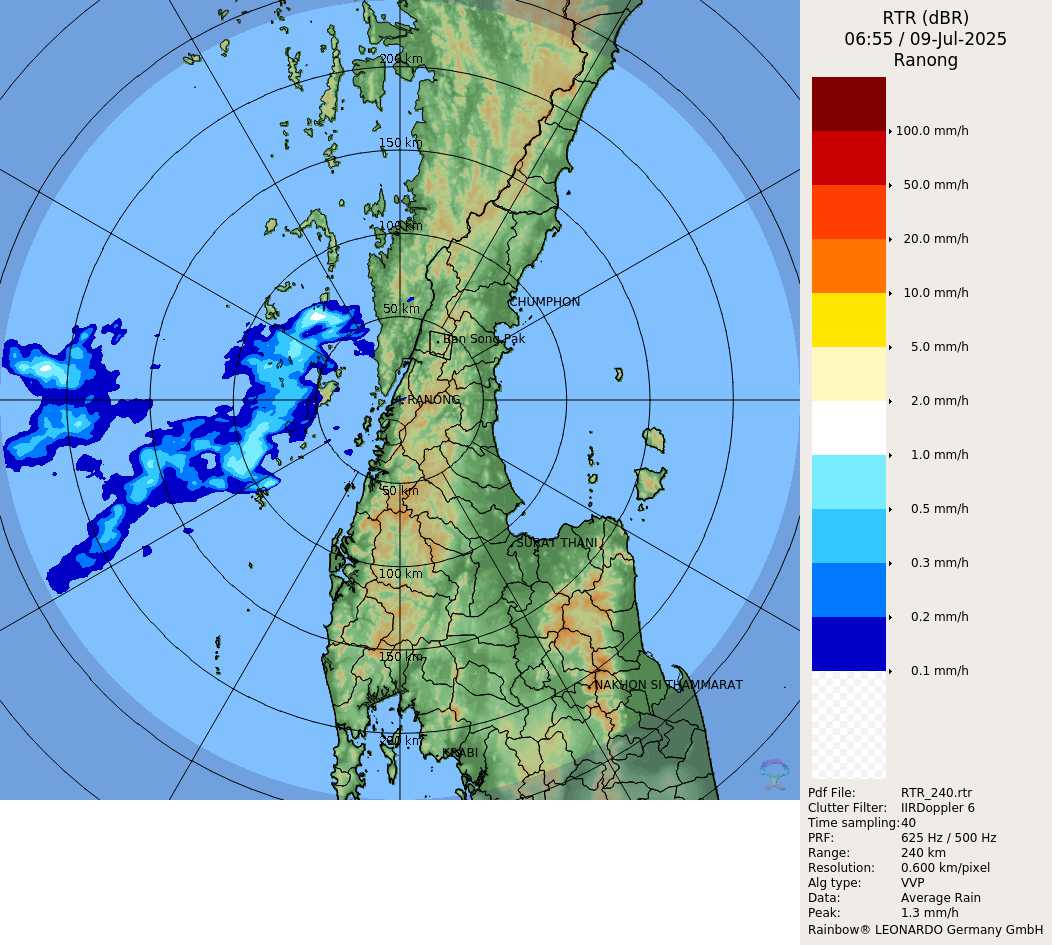 RTR (dBR)
06:55 / 09-Jul-2025
Ranong
200 km
150 km
100 km
50 km
CHUMPHON
Ban Song Pak
RANONG
50 km
SURAT THANI
100 km
150 km
NAKHON SI THAMMARAT
200 km
KRABI
100.0 mm/h
50.0 mm/h
20.0 mm/h
10.0 mm/h
5.0 mm/h
2.0 mm/h
1.0 mm/h
0.5 mm/h
0.3 mm/h
0.2 mm/h
0.1 mm/h
Pdf File: RTR_240.rtr
Clutter Filter: IIRDoppler 6
Time sampling: 40
PRF: 625 Hz / 500 Hz
Range: 240 km
Resolution: 0.600 km/pixel
Alg type: VVP
Data: Average Rain
Peak: 1.3 mm/h
Rainbow® LEONARDO Germany GmbH